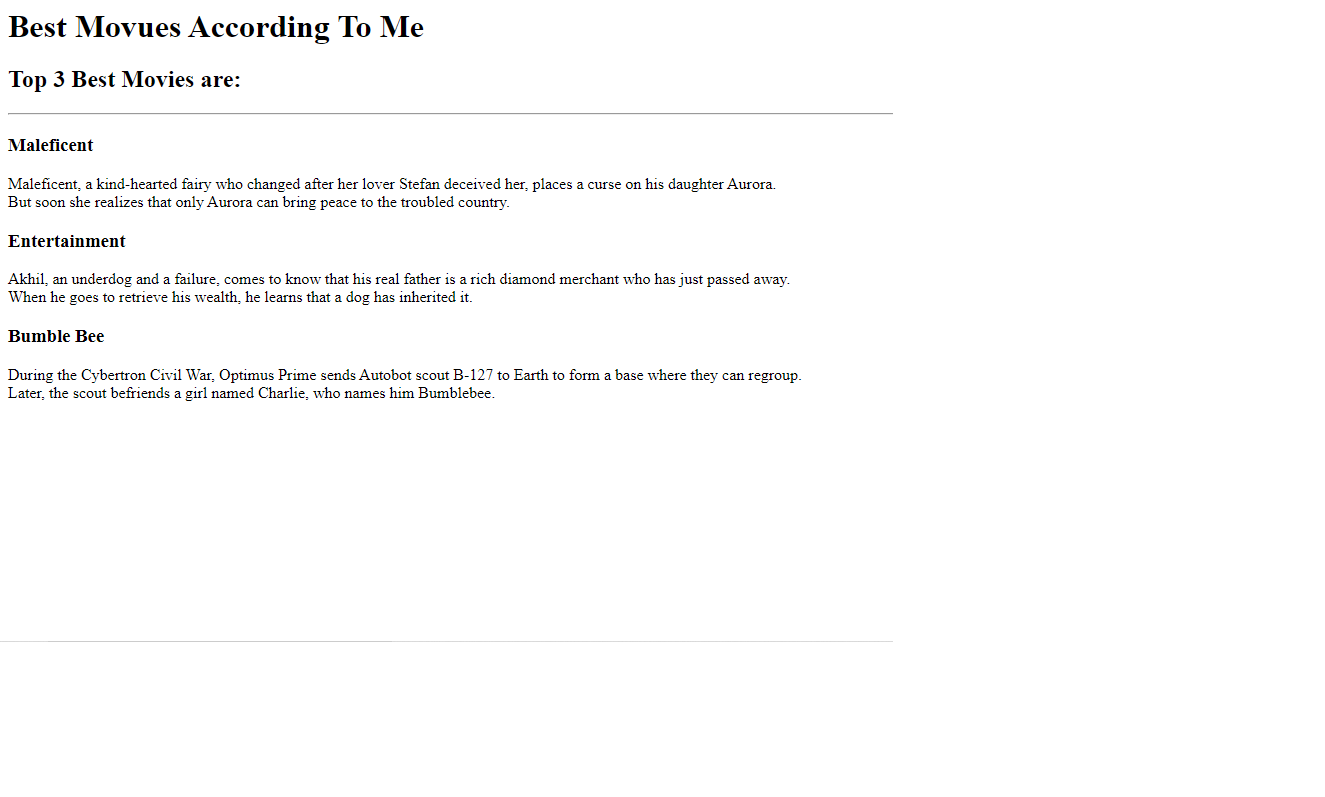 Best Movues According To Me
Top 3 Best Movies are:
Maleficent
Maleficent, a kind-hearted fairy who changed after her lover Stefan deceived her, places a curse on his daughter Aurora.
But soon she realizes that only Aurora can bring peace to the troubled country.
Entertainment
Akhil, an underdog and a failure, comes to know that his real father is a rich diamond merchant who has just passed away.
When he goes to retrieve his wealth, he learns that a dog has inherited it.
Bumble Bee
During the Cybertron Civil War, Optimus Prime sends Autobot scout B-127 to Earth to form a base where they can regroup.
Later, the scout befriends a girl named Charlie, who names him Bumblebee.